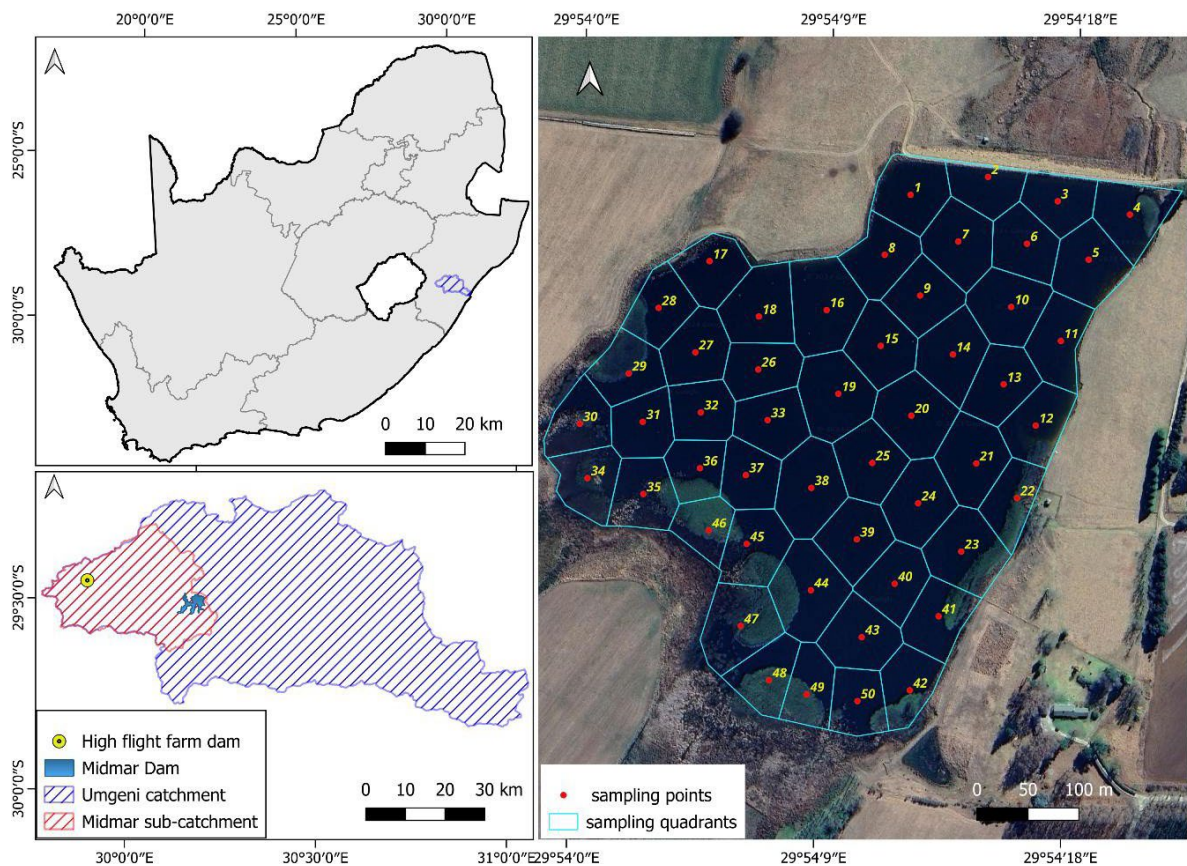 20°0'0"S 25°0'0"S 30°0'0"S
25°0'0"S
30°0'0"S
0 10 20 km
29°30'0"S
30°0'0"S
High flight farm dam
Midmar Dam
Umgeni catchment
Midmar sub-catchment
0 10 20 30 km
30°0'0"S 30°30'0"S 31°0'0"E
29°54 0"E 29°54 9"E 29°54 18"E
1
2
3
4
5
6
7
8
9
10
11
12
13
14
15
16
17
18
19
20
21
22
23
24
25
26
27
28
29
30
31
32
33
34
35
36
37
38
39
40
41
42
43
44
45
46
47
48
49
50
sampling points
sampling quadrants
0 50 100 m
29°54 0"E 29°54 9"E 29°54 18"E